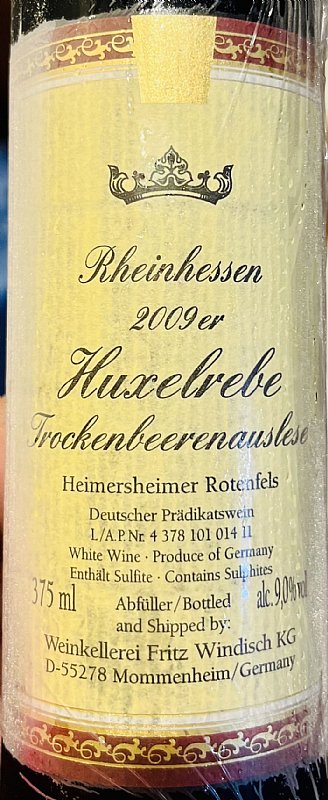 Rheinhessen
2009er
Huxelrebe
Trockenbeerenauslese
Heimersheimer Rotenfels
Deutscher Prädikatswein
L/A.P.Nr. 4 378 101 014 11
White Wine · Produce of Germany
Enthält Sulfite · Contains Sulphites
375 ml Abfüller/Bottled alc. 9,0% vol
and Shipped by:
Weinkellerei Fritz Windisch KG
D-55278 Mommenheim/Germany